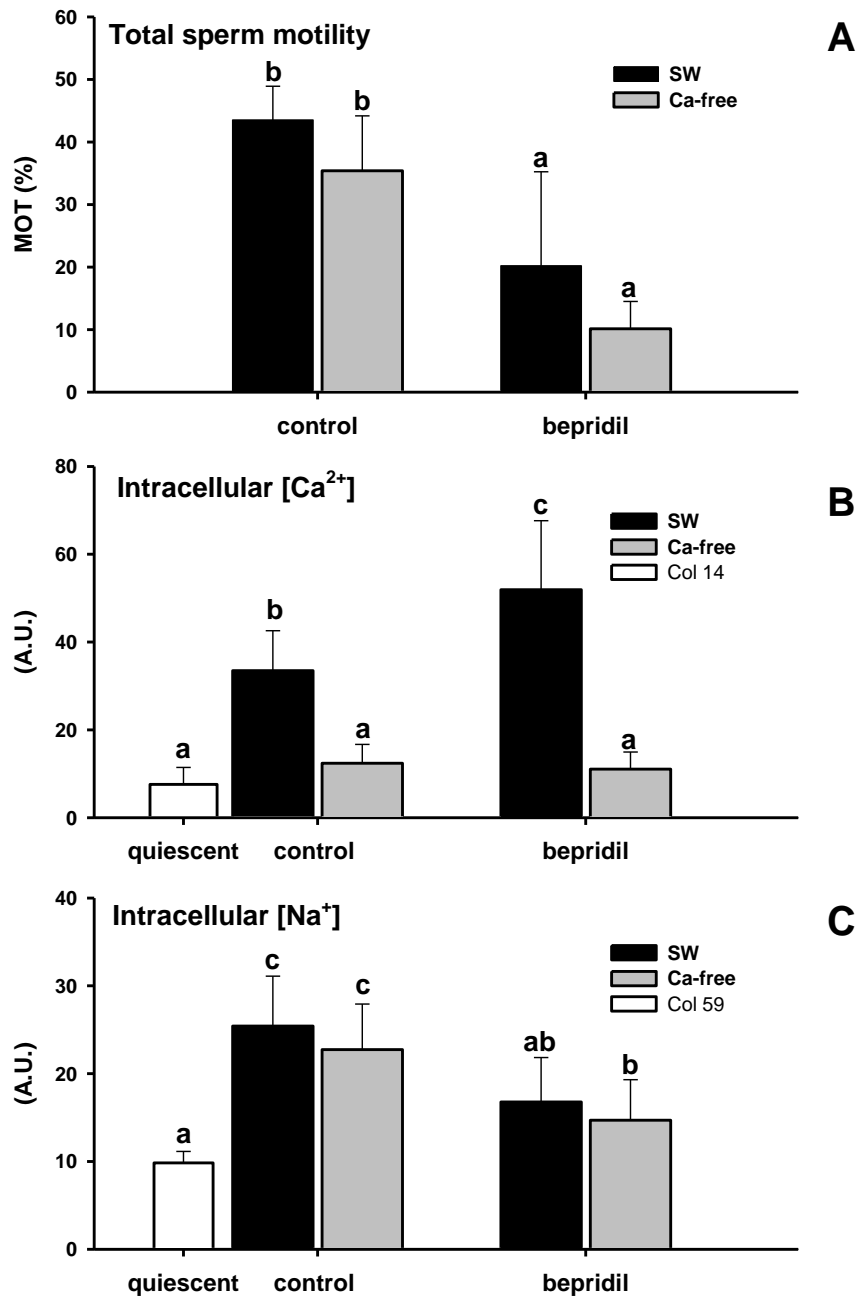 Total sperm motility
A
SW
Ca-free
MOT (%)
60
50
40
30
20
10
0
b
b
a
a
control
bepridil
Intracellular [Ca²⁺]
B
SW
Ca-free
Col 14
(A.U.)
80
60
40
20
0
a
b
a
c
a
quiescent control bepridil
Intracellular [Na⁺]
C
SW
Ca-free
Col 59
(A.U.)
40
30
20
10
0
a
c
c
ab
b
quiescent control bepridil